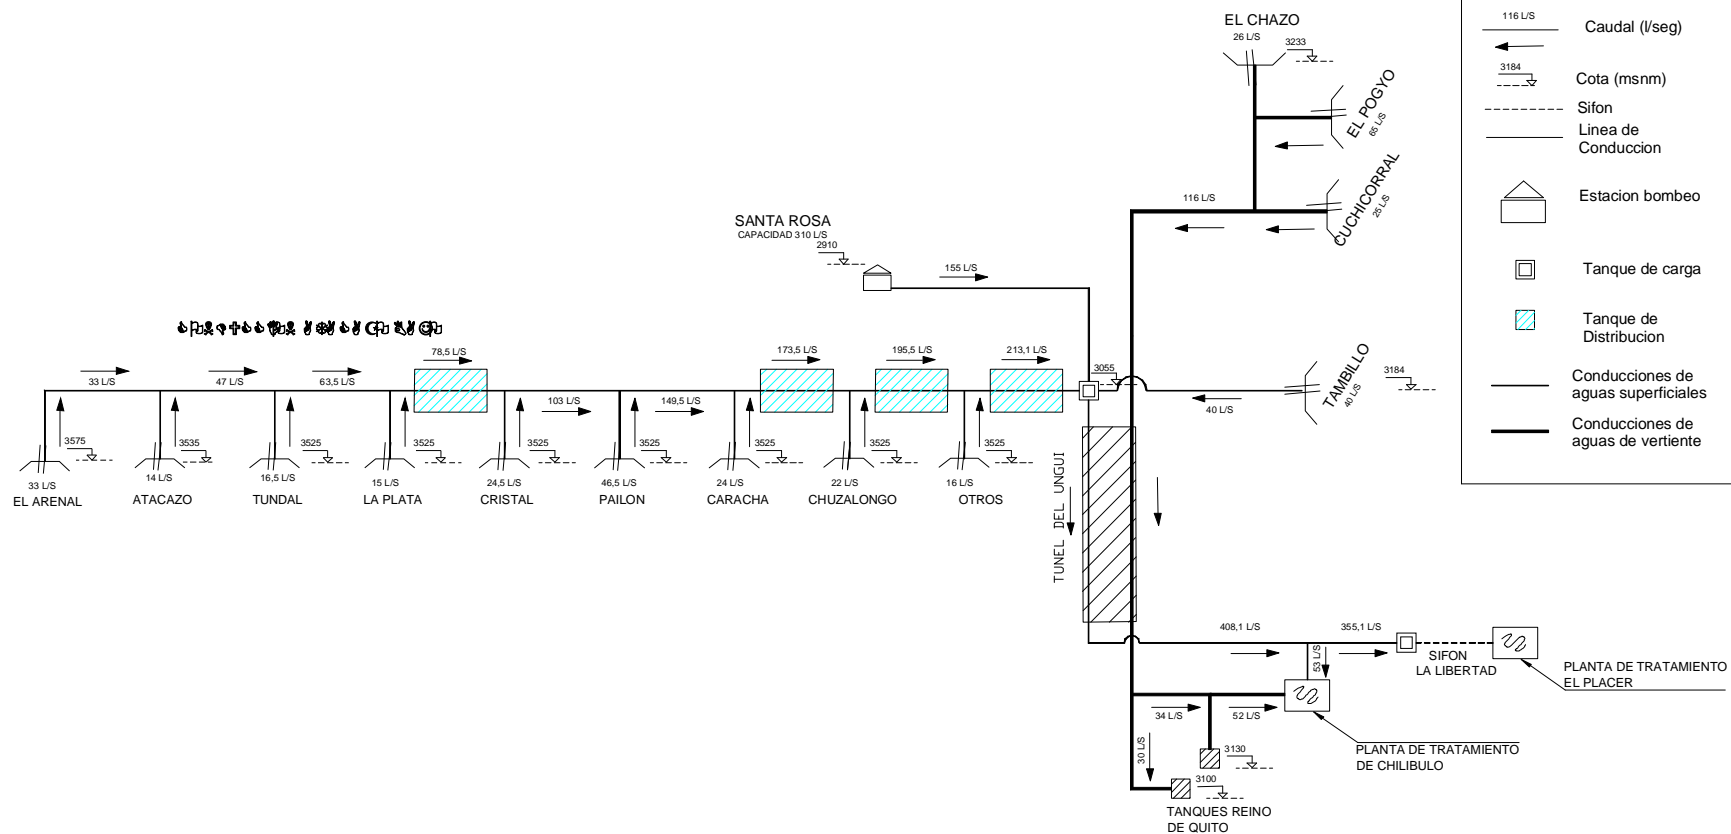 EL CHAZO
26 L/S
3233
EL POGYO
65 L/S
CUCHICORRAL
25 L/S
116 L/S
SANTA ROSA
CAPACIDAD 310 L/S
2910
155 L/S
78,5 L/S
173,5 L/S
195,5 L/S
213,1 L/S
33 L/S
47 L/S
63,5 L/S
103 L/S
149,5 L/S
3055
40 L/S
TAMBILLO
40 L/S
3184
3575
3535
3525
3525
3525
3525
3525
3525
3525
33 L/S
EL ARENAL
14 L/S
ATACAZO
16,5 L/S
TUNDAL
15 L/S
LA PLATA
24,5 L/S
CRISTAL
46,5 L/S
PAILON
24 L/S
CARACHA
22 L/S
CHUZALONGO
16 L/S
OTROS
TUNEL DEL UNGUI
408,1 L/S
355,1 L/S
53 L/S
SIFON
LA LIBERTAD
PLANTA DE TRATAMIENTO
EL PLACER
34 L/S
52 L/S
30 L/S
3130
3100
PLANTA DE TRATAMIENTO
DE CHILIBULO
TANQUES REINO
DE QUITO
116 L/S
Caudal (l/seg)
3184
Cota (msnm)
Sifon
Linea de
Conduccion
Estacion bombeo
Tanque de carga
Tanque de
Distribucion
Conducciones de
aguas superficiales
Conducciones de
aguas de vertiente